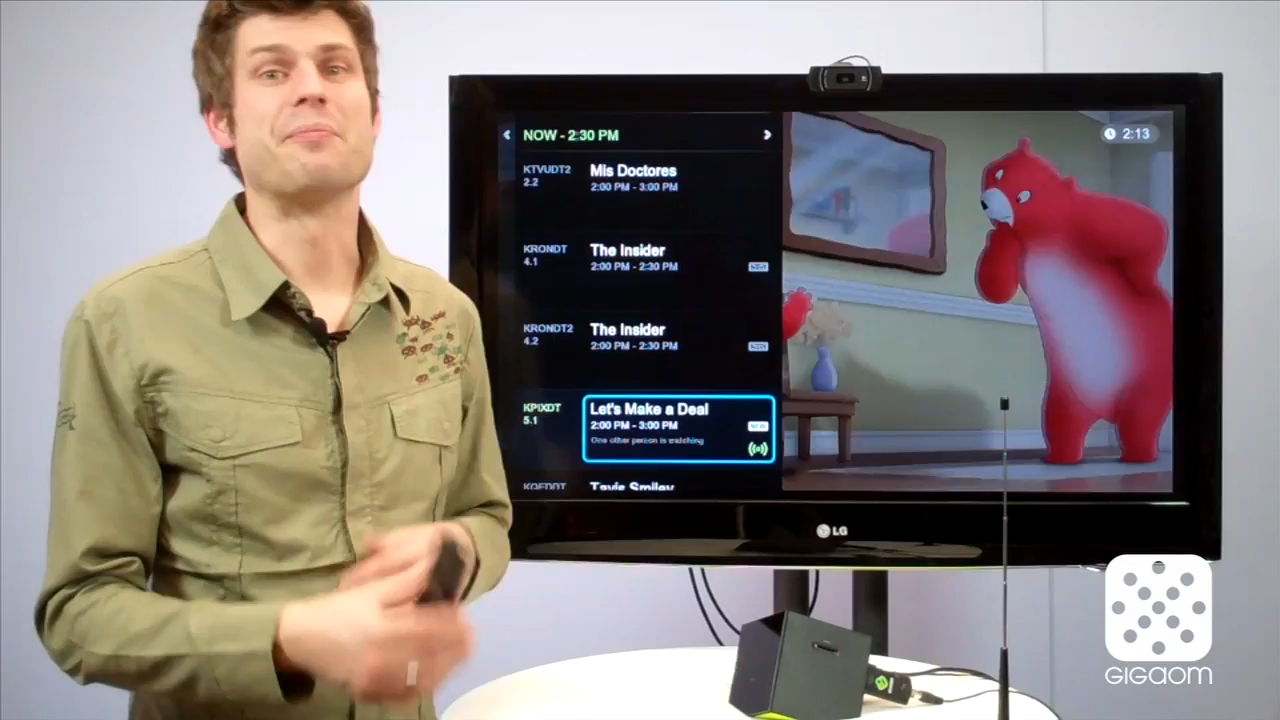 NOW - 2:30 PM
2:13
KTVUDT2
2.2
Mis Doctores
2:00 PM - 3:00 PM
KRONDT
4.1
The Insider
2:00 PM - 2:30 PM
NEW
KRONDT2
4.2
The Insider
2:00 PM - 2:30 PM
NEW
KPIXDT
5.1
Let's Make a Deal
2:00 PM - 3:00 PM
NEW
One other person is watching
KQEDDT
Tavis Smiley
LG
GIGAOM